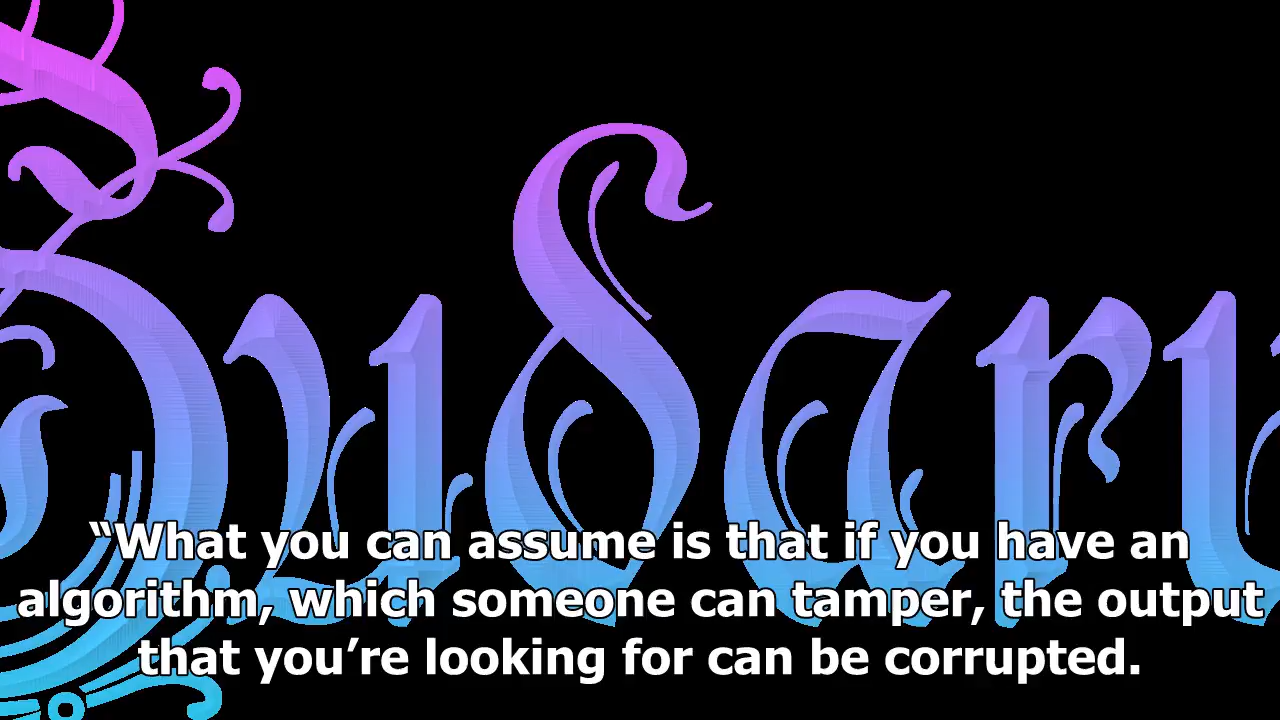 “What you can assume is that if you have an
algorithm, which someone can tamper, the output
that you’re looking for can be corrupted.